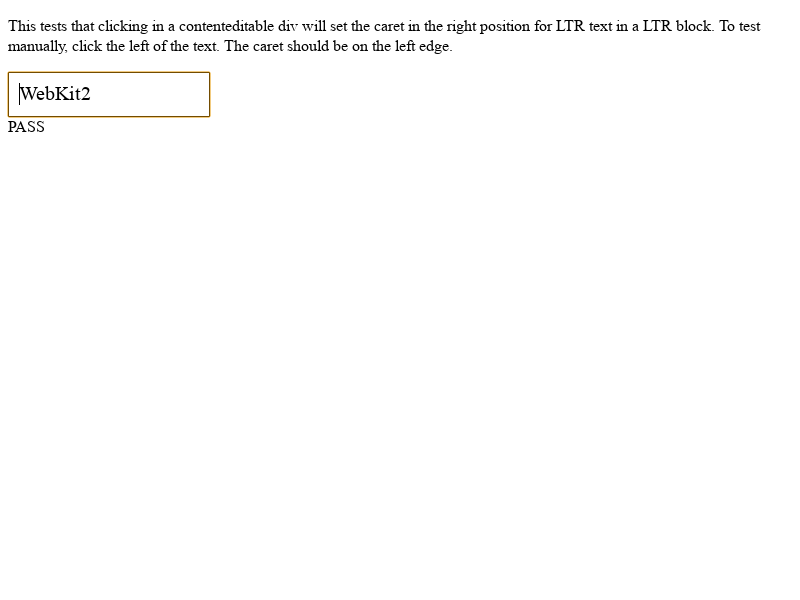 This tests that clicking in a contenteditable div will set the caret in the right position for LTR text in a LTR block. To test
manually, click the left of the text. The caret should be on the left edge.
WebKit2
PASS